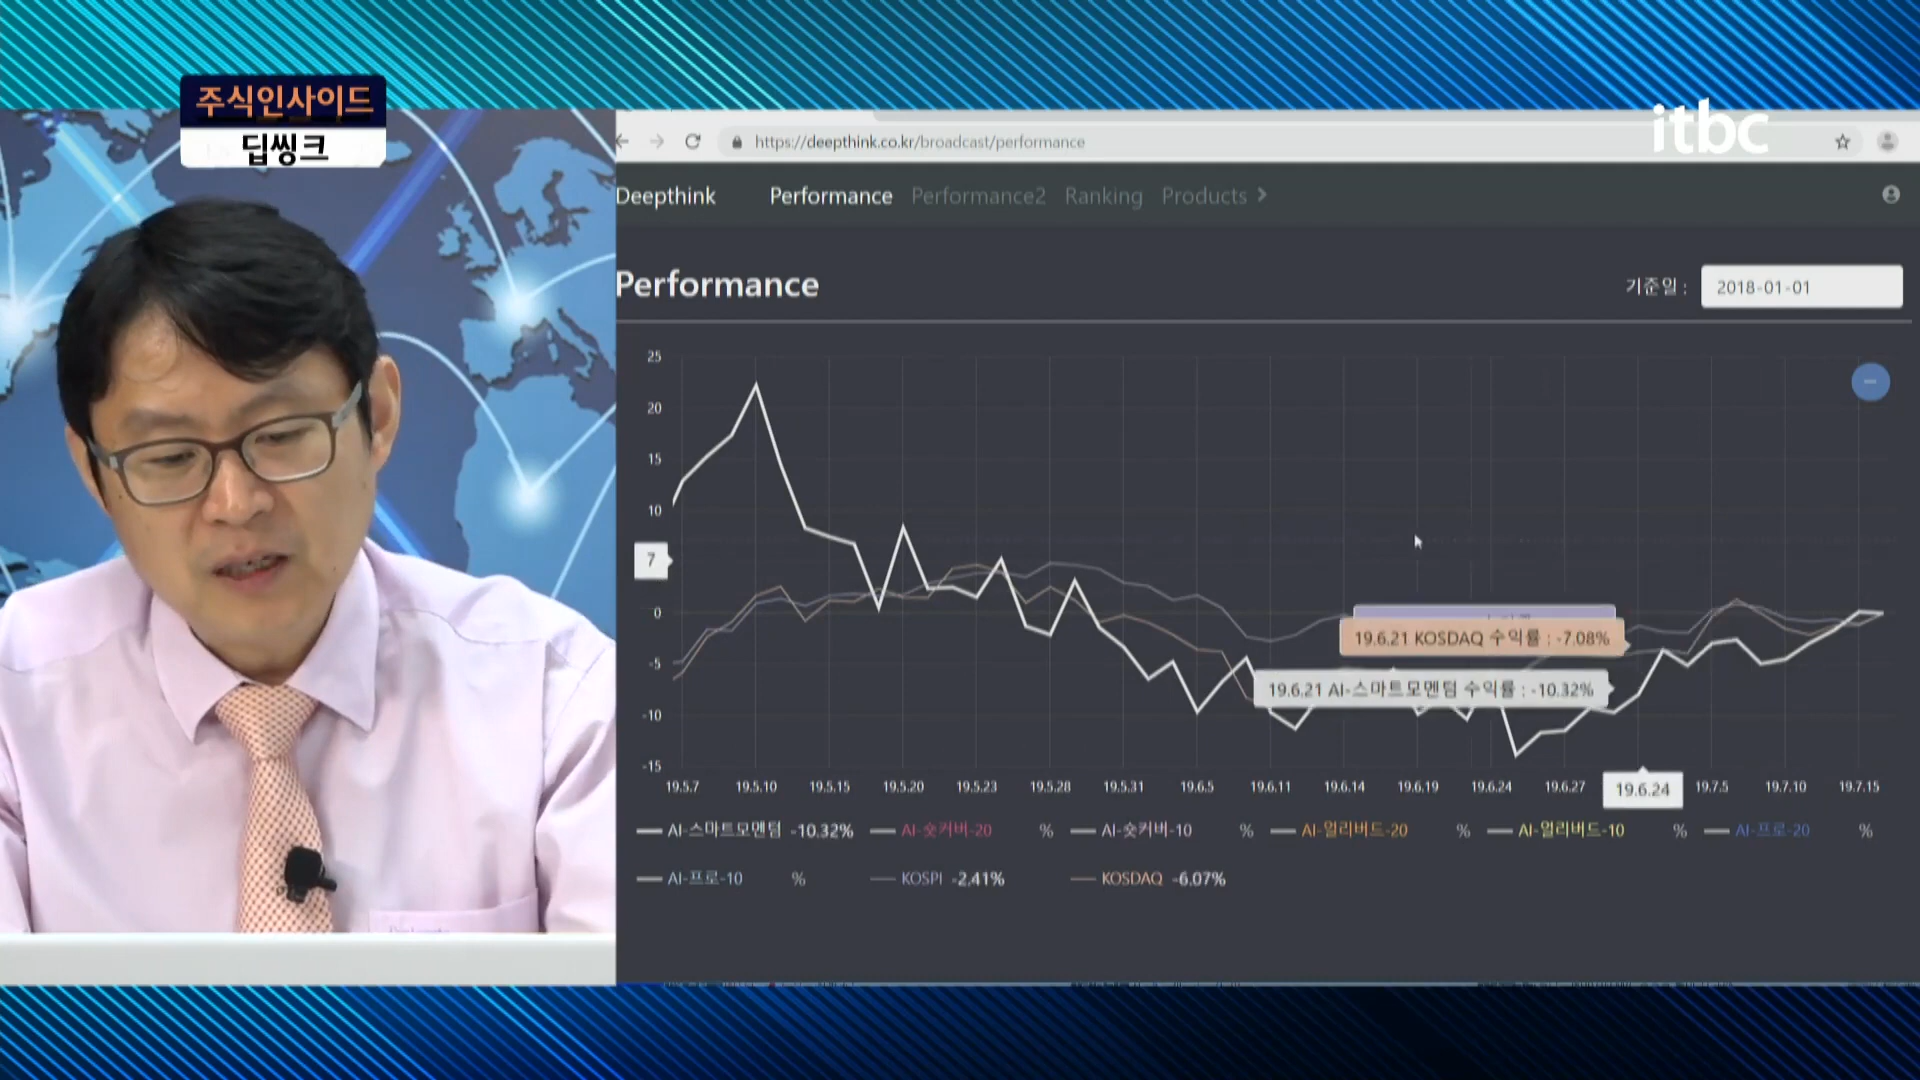 주식인사이드
딥씽크
itbc
https://deepthink.co.kr/broadcast/performance
Deepthink Performance Performance2 Ranking Products
Performance
기준일 : 2018-01-01
25
20
15
10
7
0
-5
-10
-15
19.6.21 KOSDAQ 수익률 : -7.08%
19.6.21 AI-스마트모멘텀 수익률 : -10.32%
19.5.7 19.5.10 19.5.15 19.5.20 19.5.23 19.5.28 19.5.31 19.6.5 19.6.11 19.6.14 19.6.19 19.6.24 19.6.27 19.6.24 19.7.5 19.7.10 19.7.15
AI-스마트모멘텀 -10.32% AI-숏커버-20 % AI-숏커버-10 % AI-얼리버드-20 % AI-얼리버드-10 % AI-프로-20 %
AI-프로-10 % KOSPI -2.41% KOSDAQ -6.07%